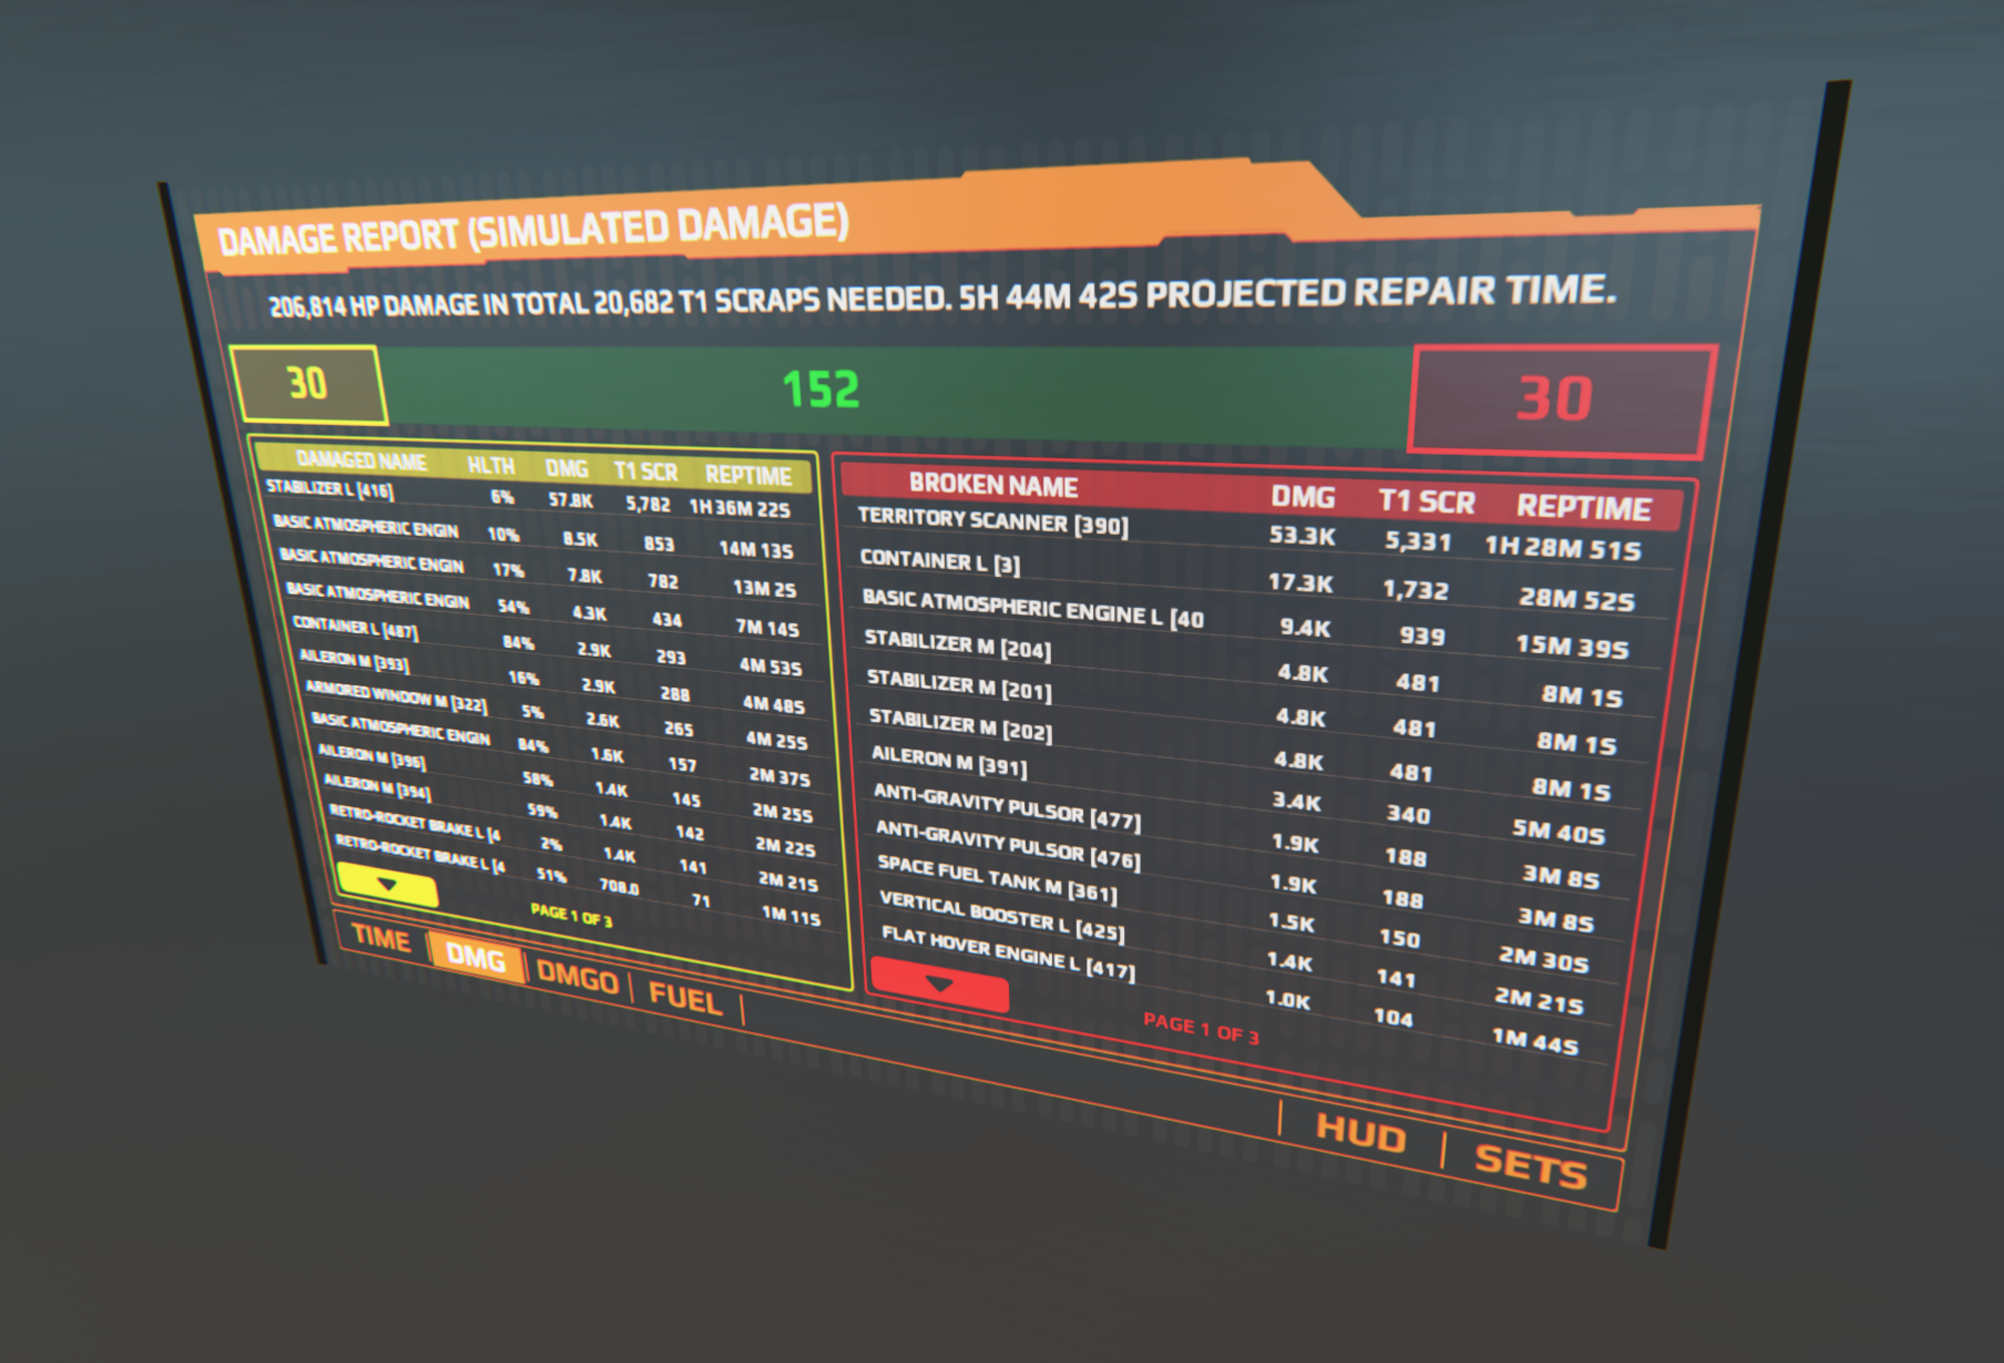 DAMAGE REPORT (SIMULATED DAMAGE)
206,814 HP DAMAGE IN TOTAL 20,682 T1 SCRAPS NEEDED. 5H 44M 42S PROJECTED REPAIR TIME.
30 152 30
DAMAGED NAME HLTH DMG T1 SCR REPTIME
STABILIZER L [416] 6% 57.8K 5,782 1H 36M 22S
BASIC ATMOSPHERIC ENGIN 10% 8.5K 853 14M 13S
BASIC ATMOSPHERIC ENGIN 17% 7.8K 782 13M 2S
BASIC ATMOSPHERIC ENGIN 54% 4.3K 434 7M 14S
CONTAINER L [487] 84% 2.9K 293 4M 53S
AILERON M [393] 16% 2.9K 288 4M 48S
ARMORED WINDOW M [322] 5% 2.6K 265 4M 25S
BASIC ATMOSPHERIC ENGIN 84% 1.6K 157 2M 37S
AILERON M [396] 58% 1.4K 145 2M 25S
AILERON M [394] 59% 1.4K 142 2M 22S
RETRO-ROCKET BRAKE L [4 2% 1.4K 141 2M 21S
RETRO-ROCKET BRAKE L [4 51% 708.0 71 1M 11S
PAGE 1 OF 3
BROKEN NAME DMG T1 SCR REPTIME
TERRITORY SCANNER [390] 53.3K 5,331 1H 28M 51S
CONTAINER L [3] 17.3K 1,732 28M 52S
BASIC ATMOSPHERIC ENGINE L [40 9.4K 939 15M 39S
STABILIZER M [204] 4.8K 481 8M 1S
STABILIZER M [201] 4.8K 481 8M 1S
STABILIZER M [202] 4.8K 481 8M 1S
AILERON M [391] 3.4K 340 5M 40S
ANTI-GRAVITY PULSOR [477] 1.9K 188 3M 8S
ANTI-GRAVITY PULSOR [476] 1.9K 188 3M 8S
SPACE FUEL TANK M [361] 1.5K 150 2M 30S
VERTICAL BOOSTER L [425] 1.4K 141 2M 21S
FLAT HOVER ENGINE L [417] 1.0K 104 1M 44S
PAGE 1 OF 3
TIME DMG DMGO FUEL HUD SETS